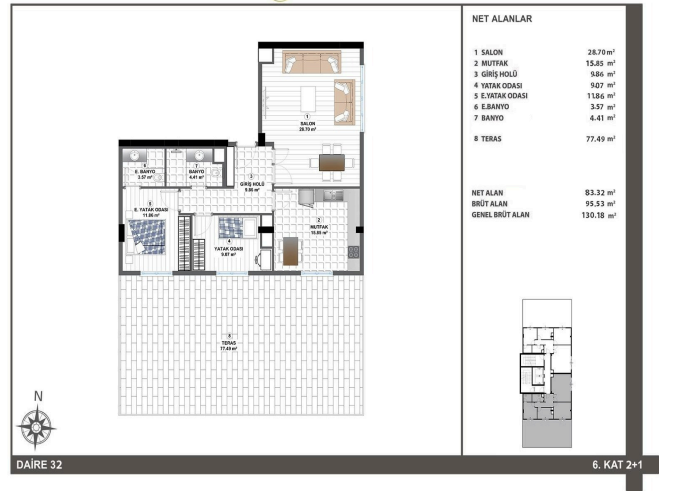 NET ALANLAR
1 SALON 28.70 m²
2 MUTFAK 15.85 m²
3 GİRİŞ HOLÜ 9.86 m²
4 YATAK ODASI 9.07 m²
5 E.YATAK ODASI 11.86 m²
6 E.BANYO 3.57 m²
7 BANYO 4.41 m²
8 TERAS 77.49 m²
NET ALAN 83.32 m²
BRÜT ALAN 95.53 m²
GENEL BRÜT ALAN 130.18 m²
1
SALON
28.70 m²
6
E. BANYO
3.57 m²
7
BANYO
4.41 m²
3
GİRİŞ HOLÜ
9.86 m²
5
E. YATAK ODASI
11.86 m²
4
YATAK ODASI
9.07 m²
2
MUTFAK
15.85 m²
8
TERAS
77.49 m²
N
DAİRE 32
6. KAT 2+1